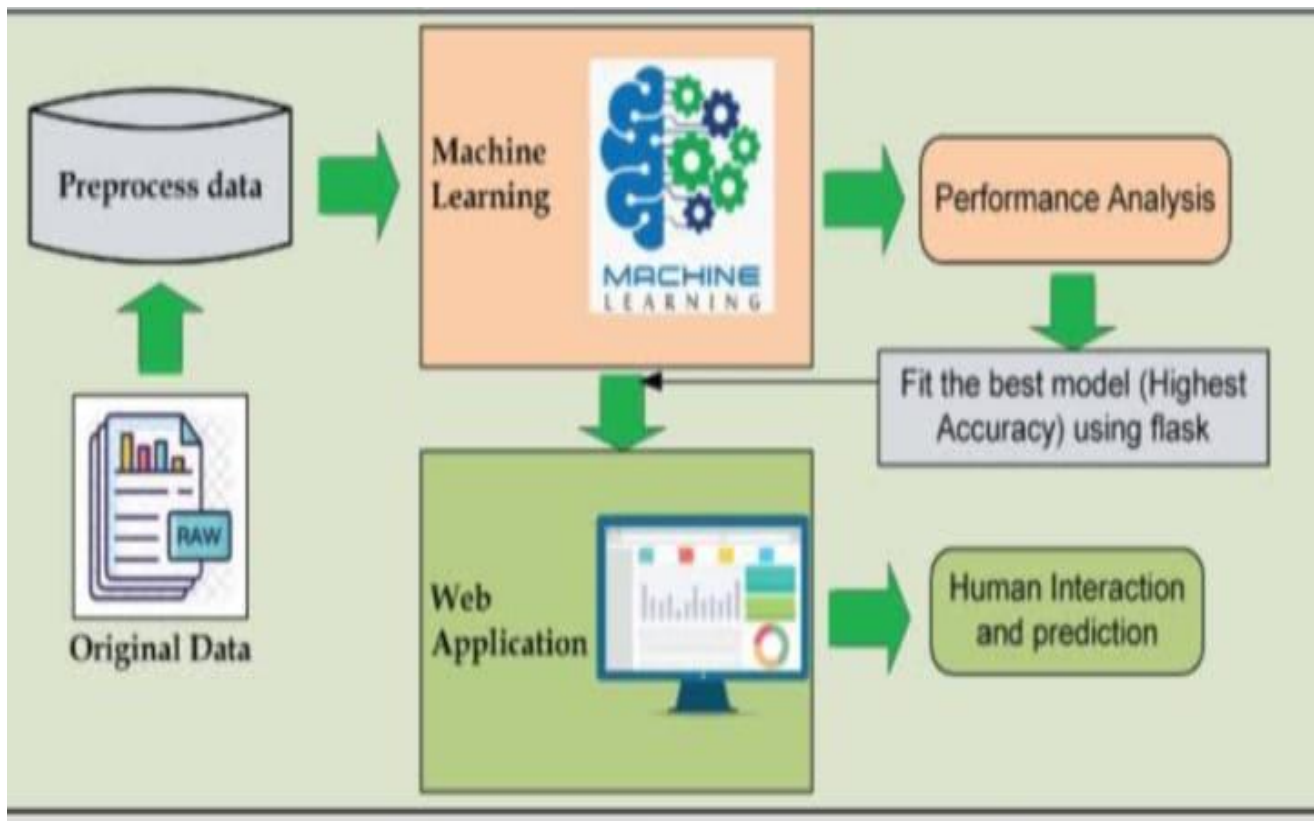 Preprocess data
Machine
Learning
MACHINE
LEARNING
Performance Analysis
Fit the best model (Highest
Accuracy) using flask
RAW
Original Data
Web
Application
Human Interaction
and prediction